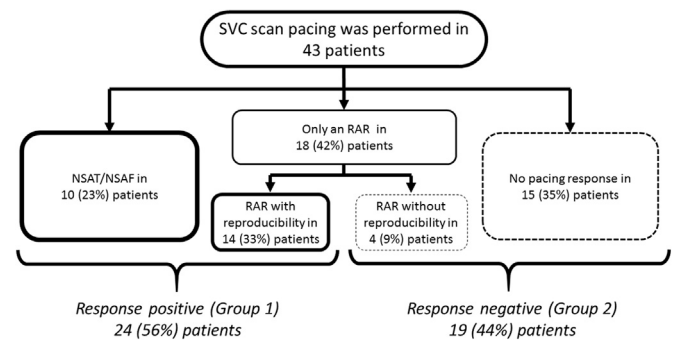 SVC scan pacing was performed in
43 patients
Only an RAR in
18 (42%) patients
NSAT/NSAF in
10 (23%) patients
No pacing response in
15 (35%) patients
RAR with
reproducibility in
14 (33%) patients
RAR without
reproducibility in
4 (9%) patients
Response positive (Group 1)
24 (56%) patients
Response negative (Group 2)
19 (44%) patients